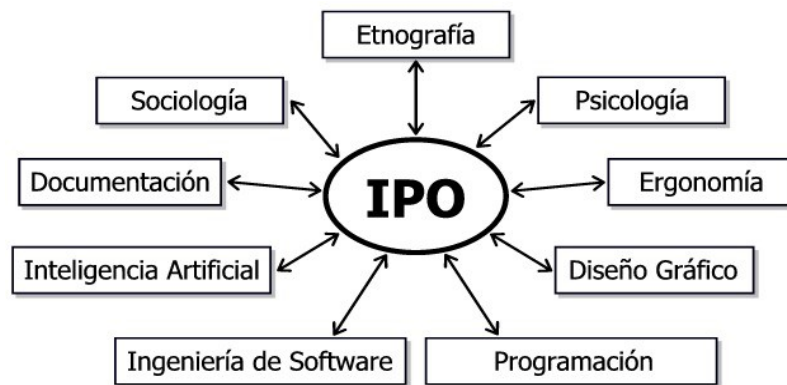 Etnografía
Sociología
Psicología
Documentación
IPO
Ergonomía
Inteligencia Artificial
Diseño Gráfico
Ingeniería de Software
Programación